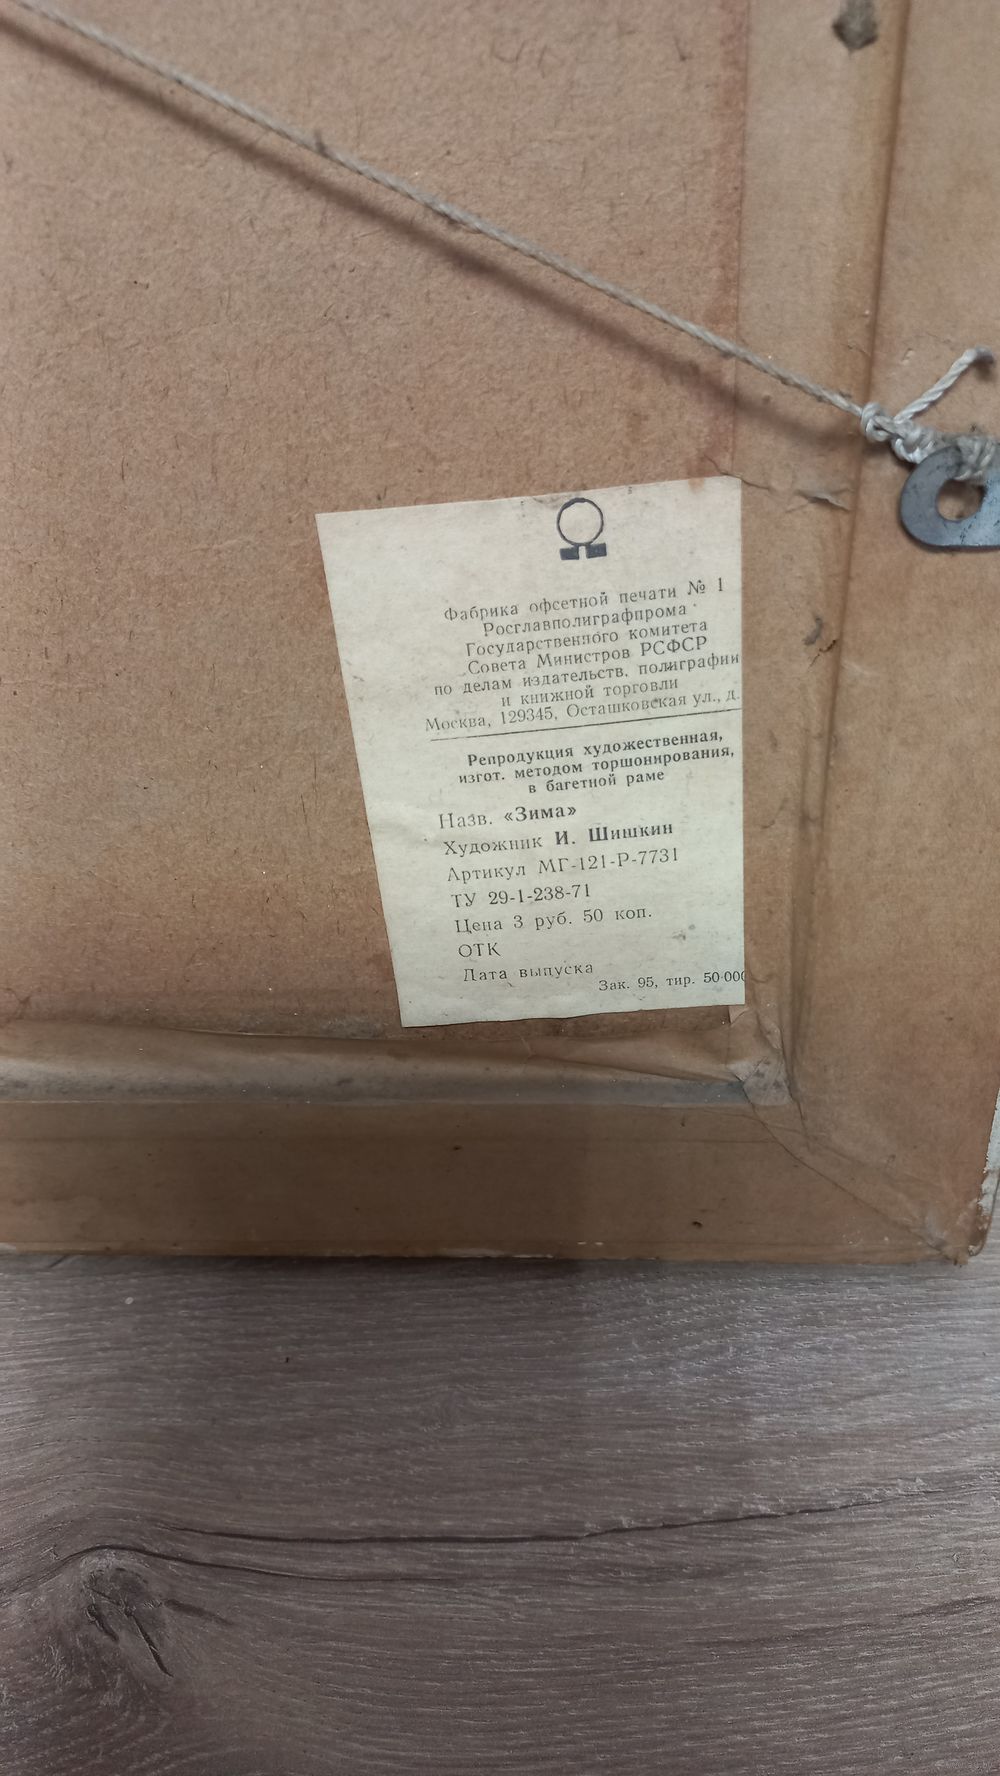 Фабрика офсетной печати № 1
Росглавполиграфпрома
Государственного комитета
Совета Министров РСФСР
по делам издательств, полиграфии
и книжной торговли
Москва, 129345, Осташковская ул., д.
Репродукция художественная,
изгот. методом торшонирования,
в багетной раме
Назв. «Зима»
Художник И. Шишкин
Артикул МГ-121-Р-7731
ТУ 29-1-238-71
Цена 3 руб. 50 коп.
ОТК
Дата выпуска
Зак. 95, тир. 50 000